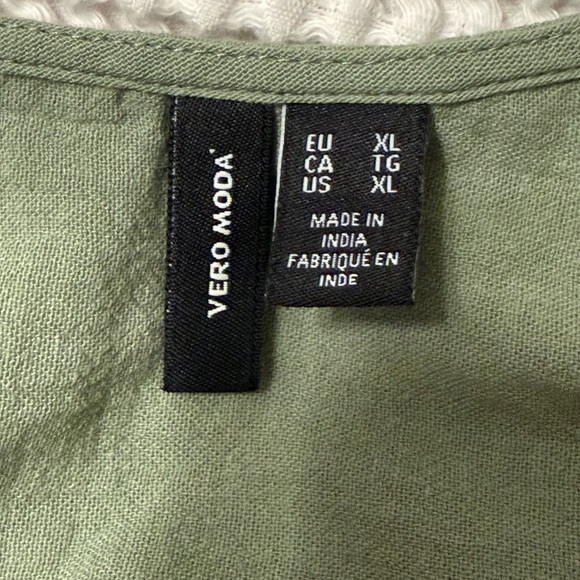 VERO MODA
EU XL
CA TG
US XL
MADE IN
INDIA
FABRIQUÉ EN
INDE